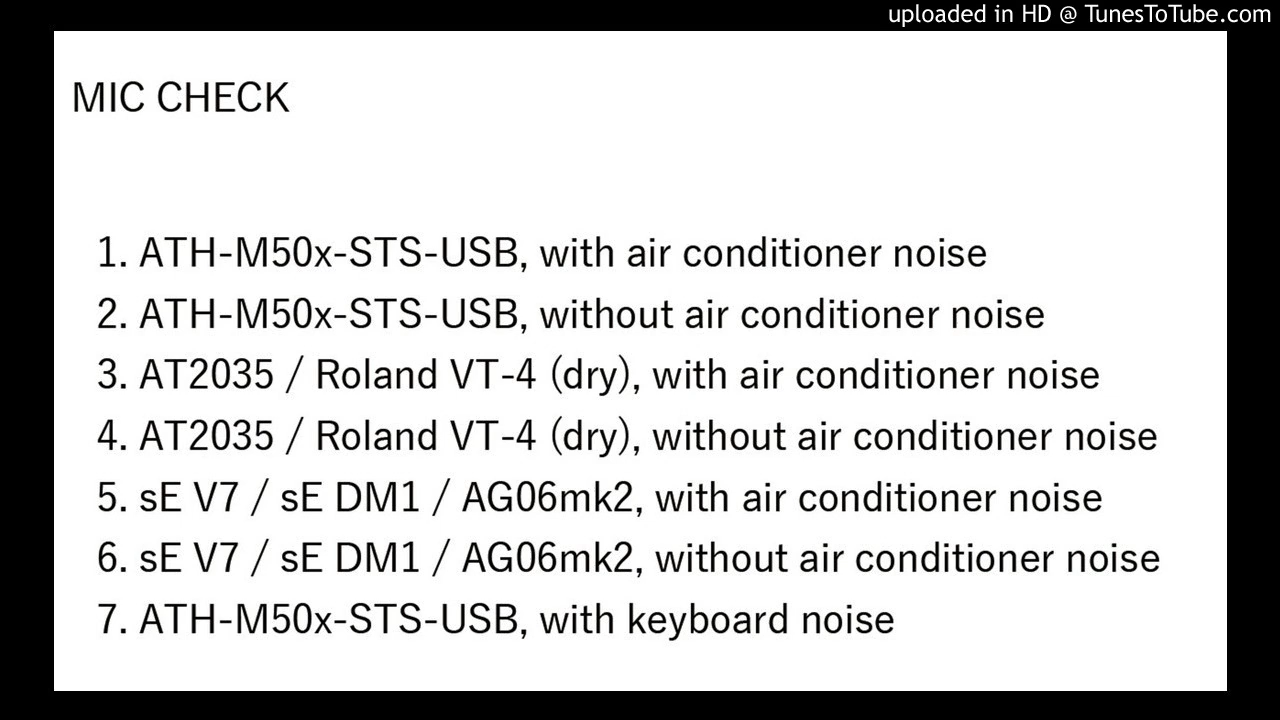 uploaded in HD @ TunesToTube.com
MIC CHECK
1. ATH-M50x-STS-USB, with air conditioner noise
2. ATH-M50x-STS-USB, without air conditioner noise
3. AT2035 / Roland VT-4 (dry), with air conditioner noise
4. AT2035 / Roland VT-4 (dry), without air conditioner noise
5. sE V7 / sE DM1 / AG06mk2, with air conditioner noise
6. sE V7 / sE DM1 / AG06mk2, without air conditioner noise
7. ATH-M50x-STS-USB, with keyboard noise